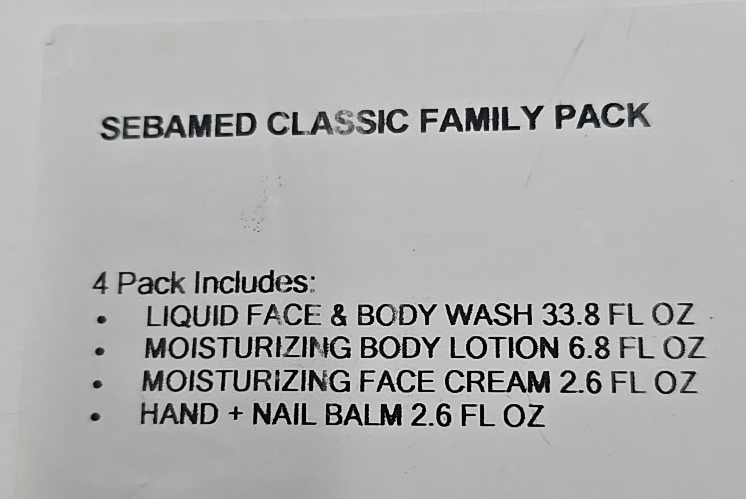 SEBAMED CLASSIC FAMILY PACK
4 Pack Includes:
• LIQUID FACE & BODY WASH 33.8 FL OZ
• MOISTURIZING BODY LOTION 6.8 FL OZ
• MOISTURIZING FACE CREAM 2.6 FL OZ
• HAND + NAIL BALM 2.6 FL OZ